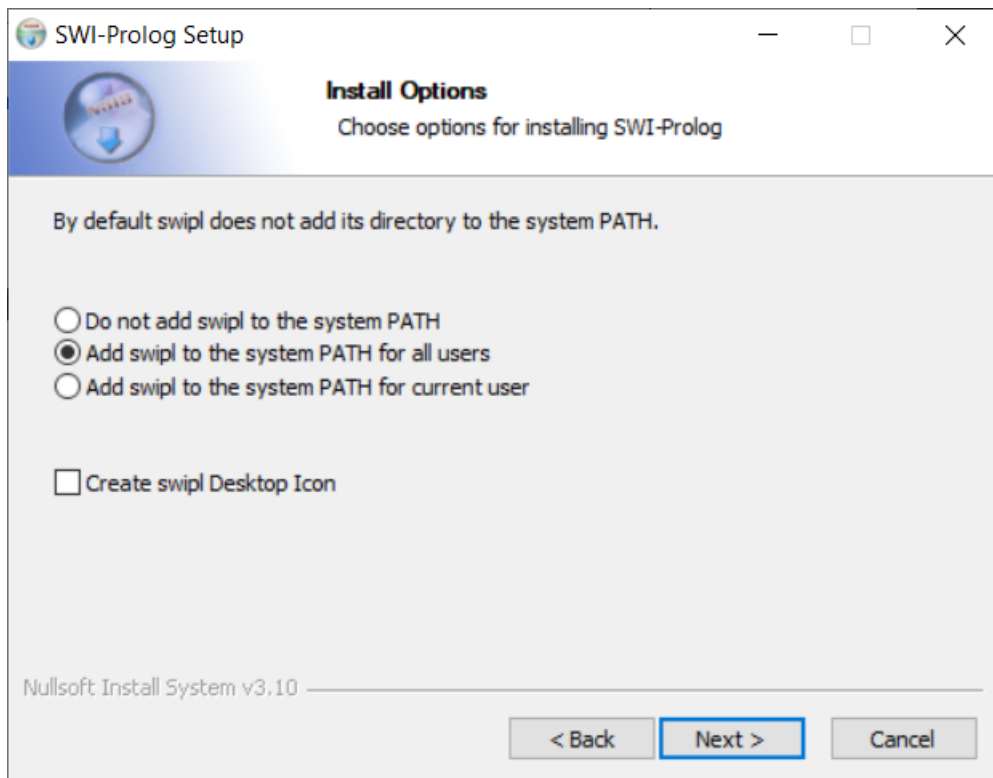 SWI-Prolog Setup
Install Options
Choose options for installing SWI-Prolog
By default swipl does not add its directory to the system PATH.
Do not add swipl to the system PATH
Add swipl to the system PATH for all users
Add swipl to the system PATH for current user
Create swipl Desktop Icon
Nullsoft Install System v3.10
< Back Next > Cancel